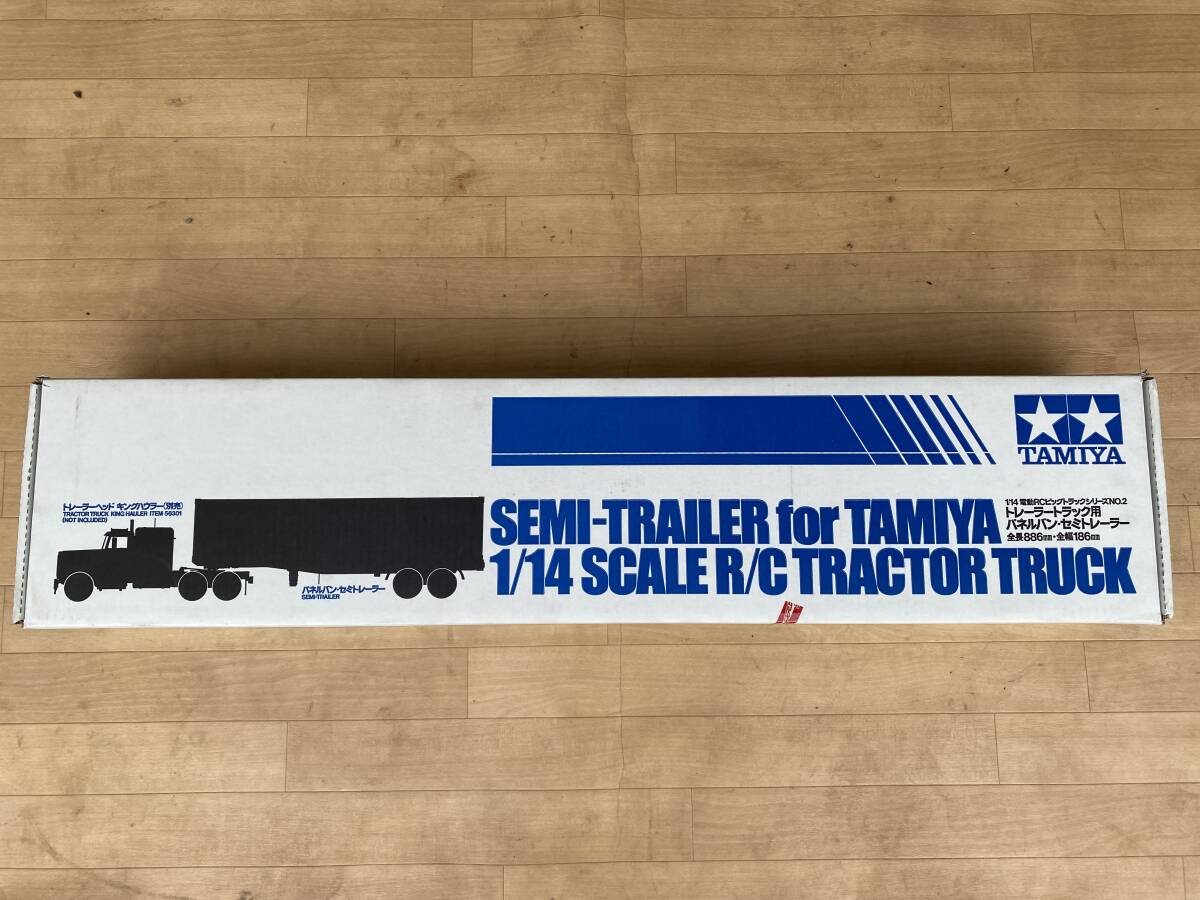 TAMIYA
1/14 電動RCビッグトラックシリーズNO.2
トレーラートラック用
パネルバン・セミトレーラー
全長886mm・全幅186mm
SEMI-TRAILER for TAMIYA
1/14 SCALE R/C TRACTOR TRUCK
トレーラーヘッド キングハウラー(別売)
TRACTOR TRUCK KING HAULER ITEM 56301
(NOT INCLUDED)
パネルバン・セミトレーラー
SEMI-TRAILER